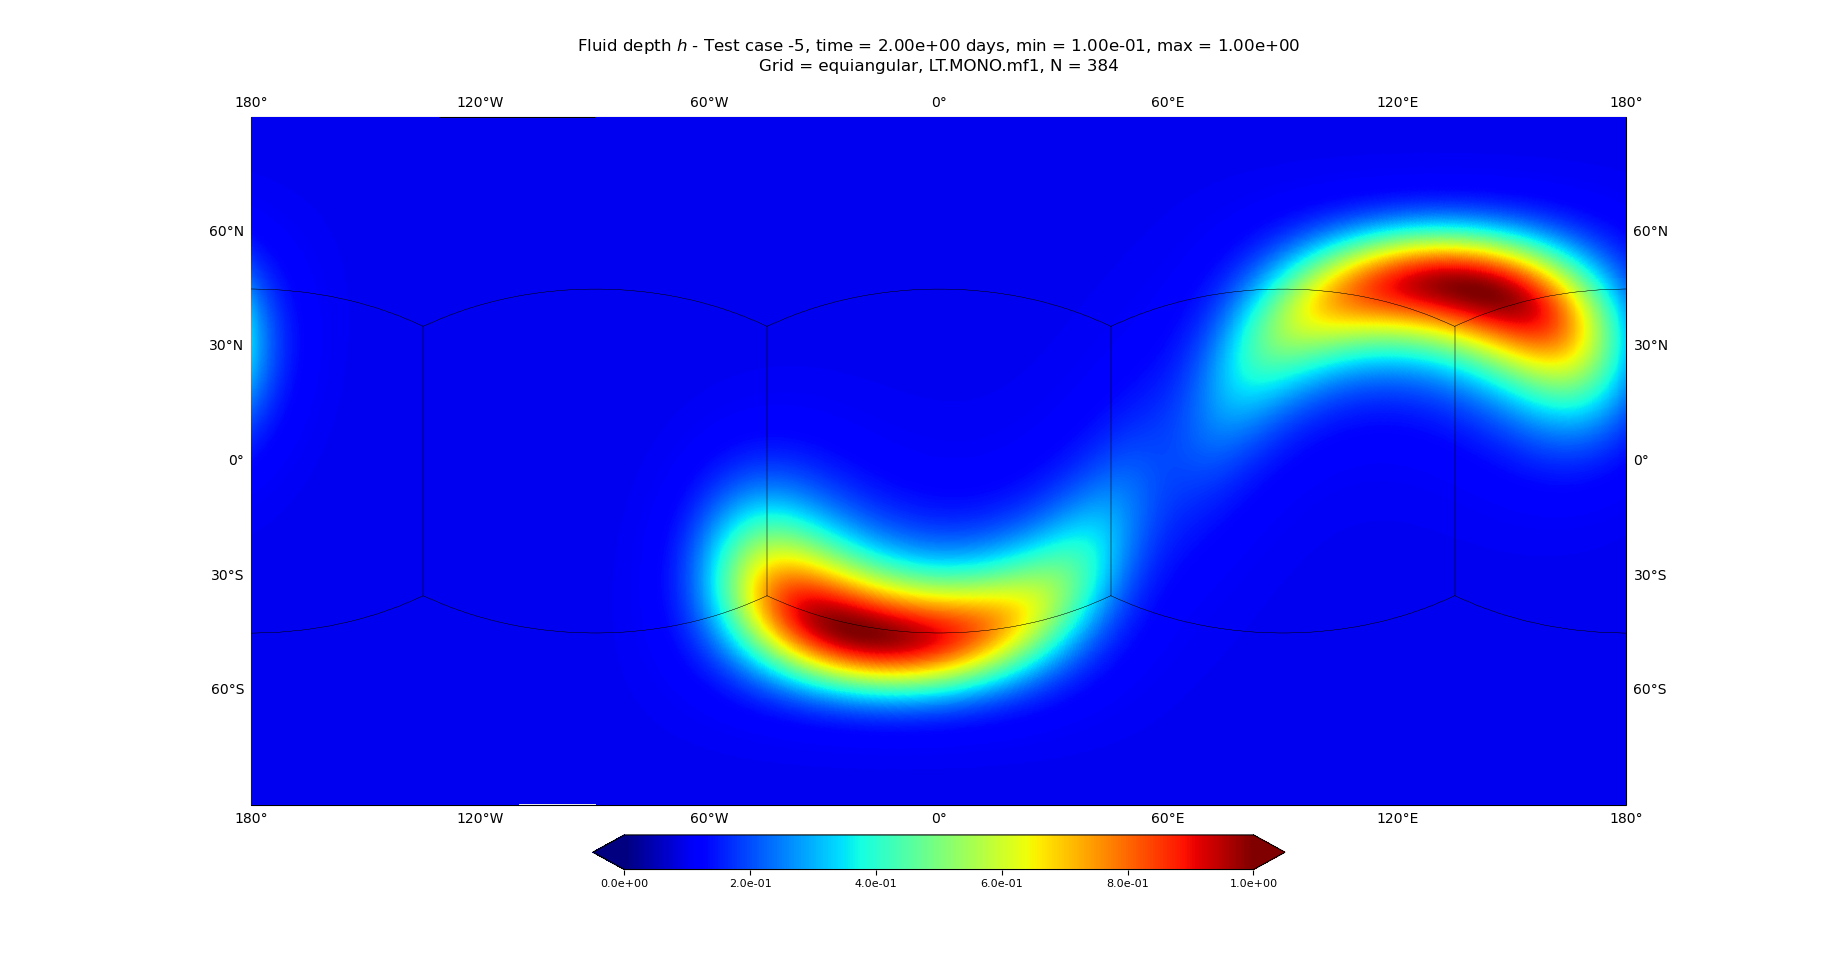 Fluid depth h - Test case -5, time = 2.00e+00 days, min = 1.00e-01, max = 1.00e+00
Grid = equiangular, LT.MONO.mf1, N = 384
180° 120°W 60°W 0° 60°E 120°E 180°
60°N 60°N
30°N 30°N
0° 0°
30°S 30°S
60°S 60°S
180° 120°W 60°W 0° 60°E 120°E 180°
0.0e+00 2.0e-01 4.0e-01 6.0e-01 8.0e-01 1.0e+00